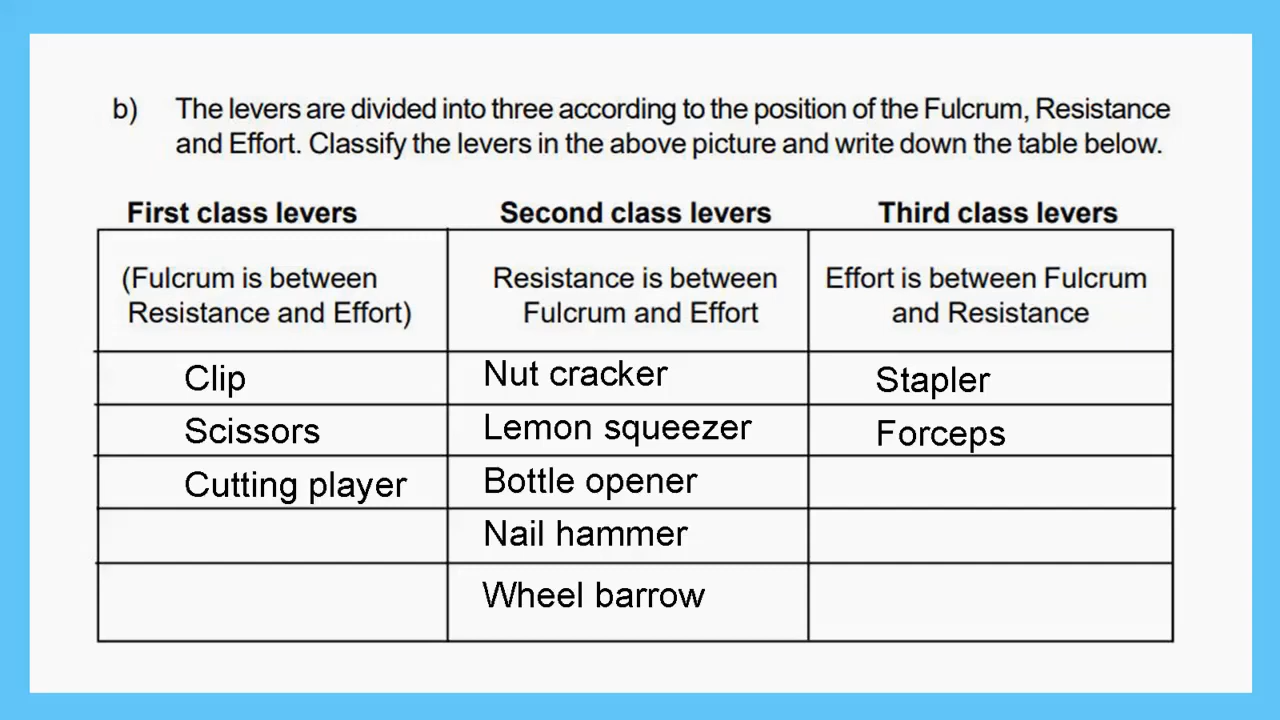 b) The levers are divided into three according to the position of the Fulcrum, Resistance
and Effort. Classify the levers in the above picture and write down the table below.
First class levers Second class levers Third class levers
(Fulcrum is between Resistance is between Effort is between Fulcrum
Resistance and Effort) Fulcrum and Effort and Resistance
Clip Nut cracker Stapler
Scissors Lemon squeezer Forceps
Cutting player Bottle opener
Nail hammer
Wheel barrow